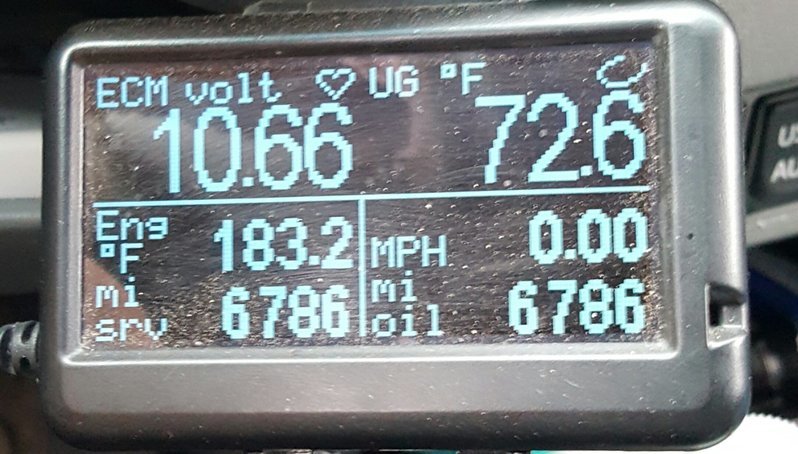 ECM volt ♡ UG °F
10.66 72.6
Eng °F 183.2
MPH 0.00
mi srv 6786
mi oil 6786